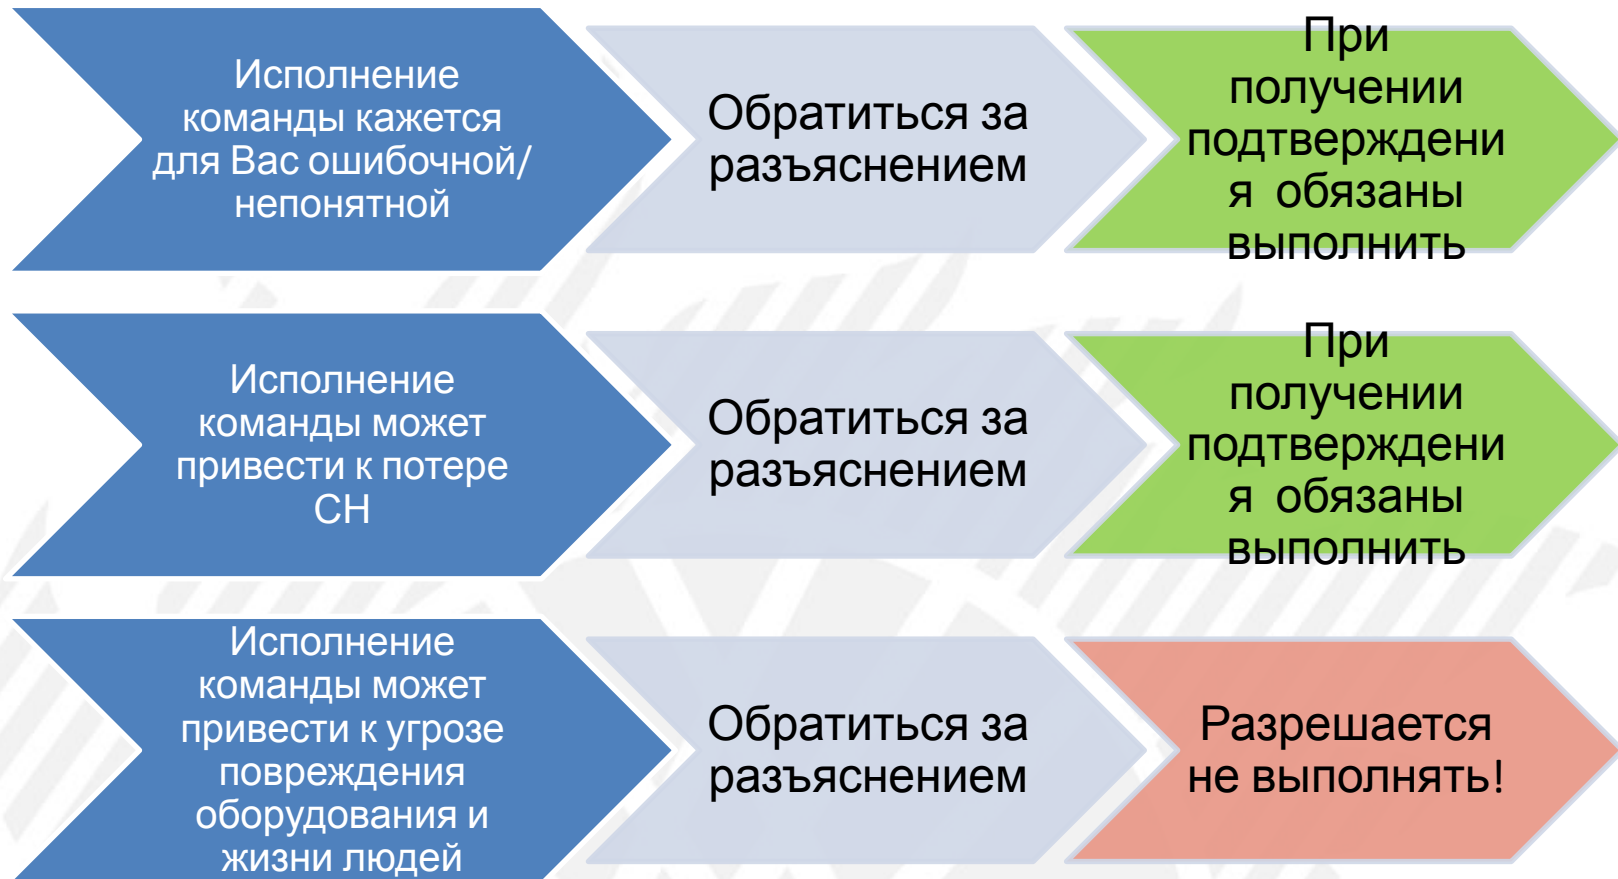 Исполнение
команды кажется
для Вас ошибочной/
непонятной
Обратиться за
разъяснением
При
получении
подтверждени
я обязаны
выполнить
Исполнение
команды может
привести к потере
СН
Обратиться за
разъяснением
При
получении
подтверждени
я обязаны
выполнить
Исполнение
команды может
привести к угрозе
повреждения
оборудования и
жизни людей
Обратиться за
разъяснением
Разрешается
не выполнять!